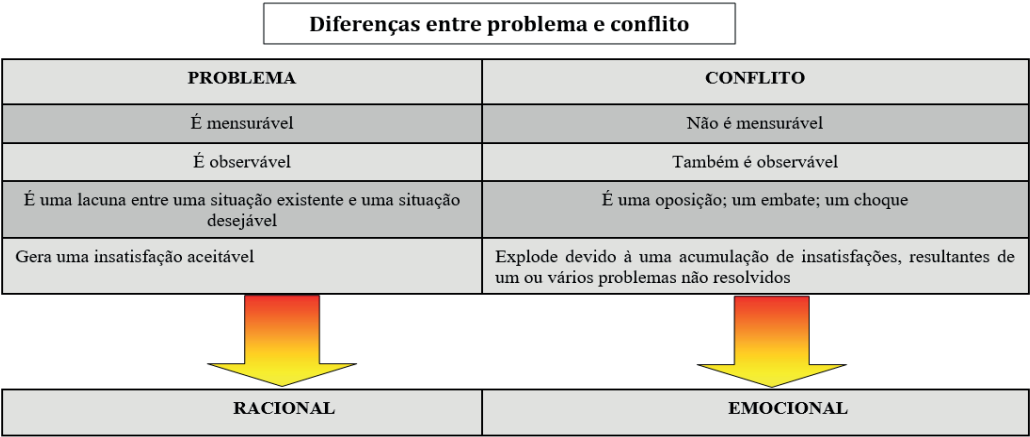 Diferenças entre problema e conflito
PROBLEMA
CONFLITO
É mensurável
Não é mensurável
É observável
Também é observável
É uma lacuna entre uma situação existente e uma situação
desejável
É uma oposição; um embate; um choque
Gera uma insatisfação aceitável
Explode devido à uma acumulação de insatisfações, resultantes de
um ou vários problemas não resolvidos
RACIONAL
EMOCIONAL